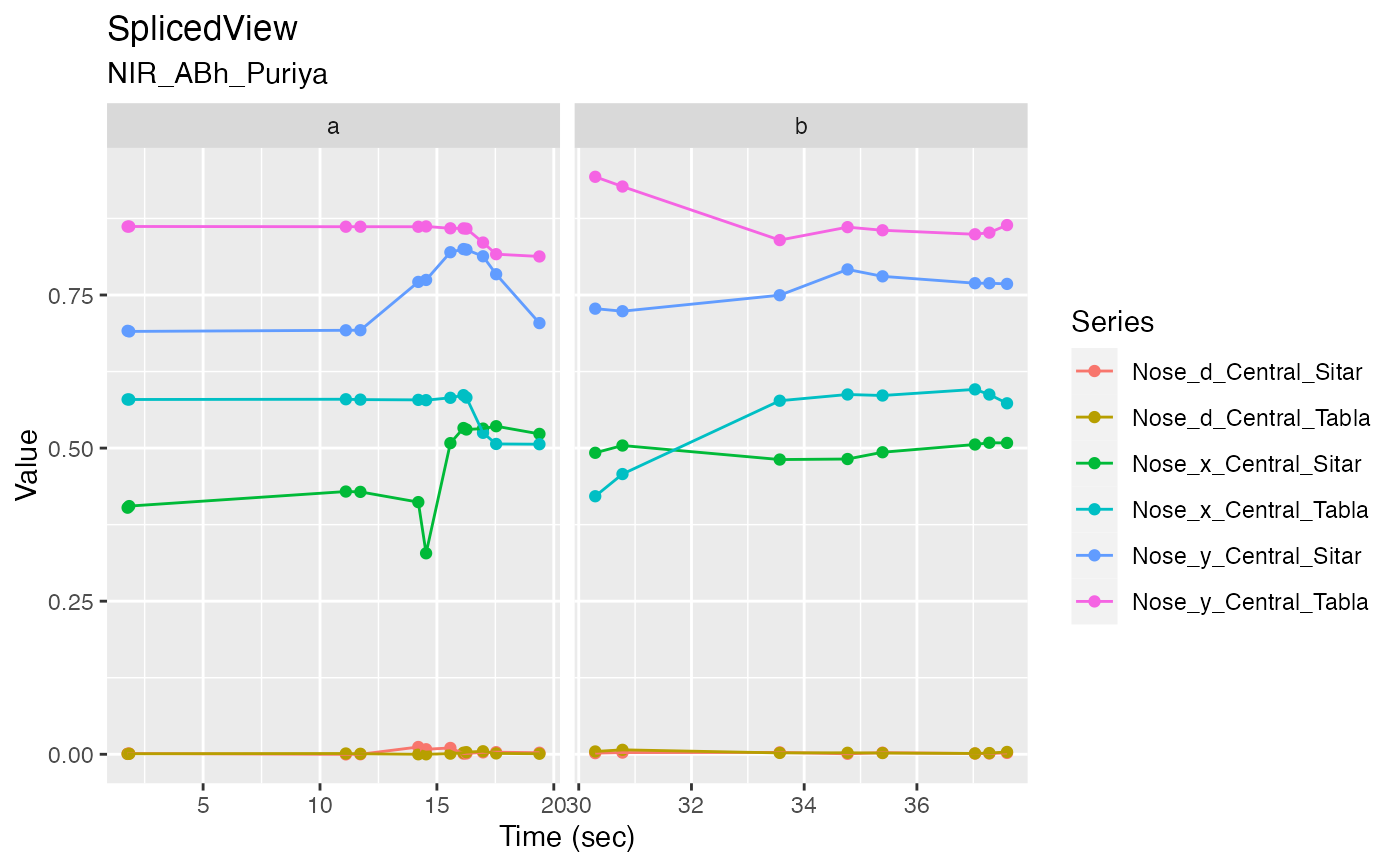 SplicedView
NIR_ABh_Puriya
a
b
0.75
0.50
0.25
0.00
Value
5
10
15
20
30
32
34
36
Time (sec)
Series
Nose_d_Central_Sitar
Nose_d_Central_Tabla
Nose_x_Central_Sitar
Nose_x_Central_Tabla
Nose_y_Central_Sitar
Nose_y_Central_Tabla